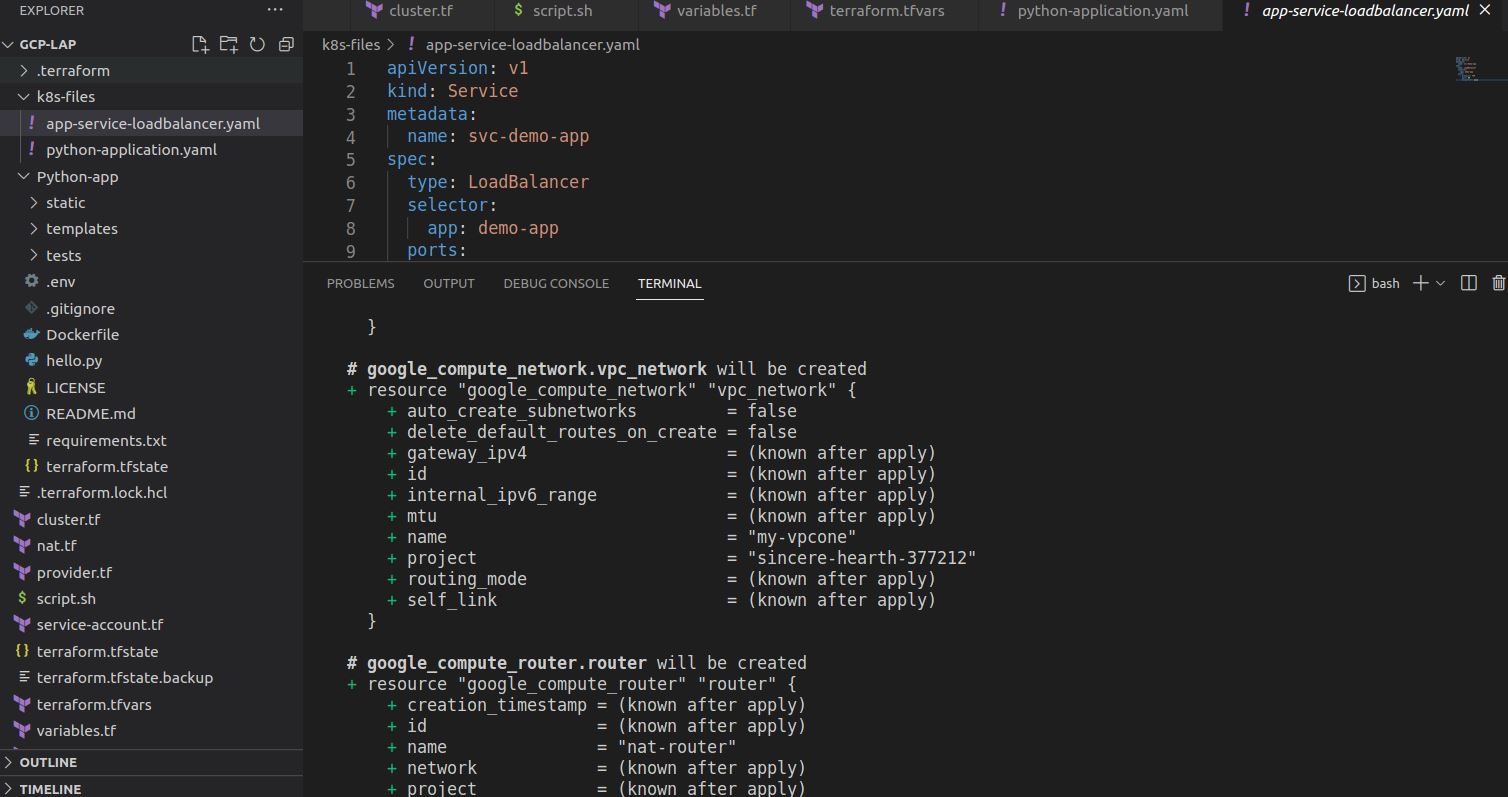 EXPLORER
...
GCP-LAP
.terraform
k8s-files
! app-service-loadbalancer.yaml
! python-application.yaml
Python-app
static
templates
tests
.env
.gitignore
Dockerfile
hello.py
LICENSE
README.md
requirements.txt
{} terraform.tfstate
.terraform.lock.hcl
cluster.tf
nat.tf
provider.tf
$ script.sh
service-account.tf
{} terraform.tfstate
terraform.tfstate.backup
terraform.tfvars
variables.tf
OUTLINE
TIMELINE
cluster.tf $ script.sh variables.tf terraform.tfvars ! python-application.yaml ! app-service-loadbalancer.yaml
k8s-files > ! app-service-loadbalancer.yaml
1 apiVersion: v1
2 kind: Service
3 metadata:
4 name: svc-demo-app
5 spec:
6 type: LoadBalancer
7 selector:
8 app: demo-app
9 ports:
PROBLEMS OUTPUT DEBUG CONSOLE TERMINAL bash
}
# google_compute_network.vpc_network will be created
+ resource "google_compute_network" "vpc_network" {
+ auto_create_subnetworks = false
+ delete_default_routes_on_create = false
+ gateway_ipv4 = (known after apply)
+ id = (known after apply)
+ internal_ipv6_range = (known after apply)
+ mtu = (known after apply)
+ name = "my-vpcone"
+ project = "sincere-hearth-377212"
+ routing_mode = (known after apply)
+ self_link = (known after apply)
}
# google_compute_router.router will be created
+ resource "google_compute_router" "router" {
+ creation_timestamp = (known after apply)
+ id = (known after apply)
+ name = "nat-router"
+ network = (known after apply)
+ project = (known after apply)